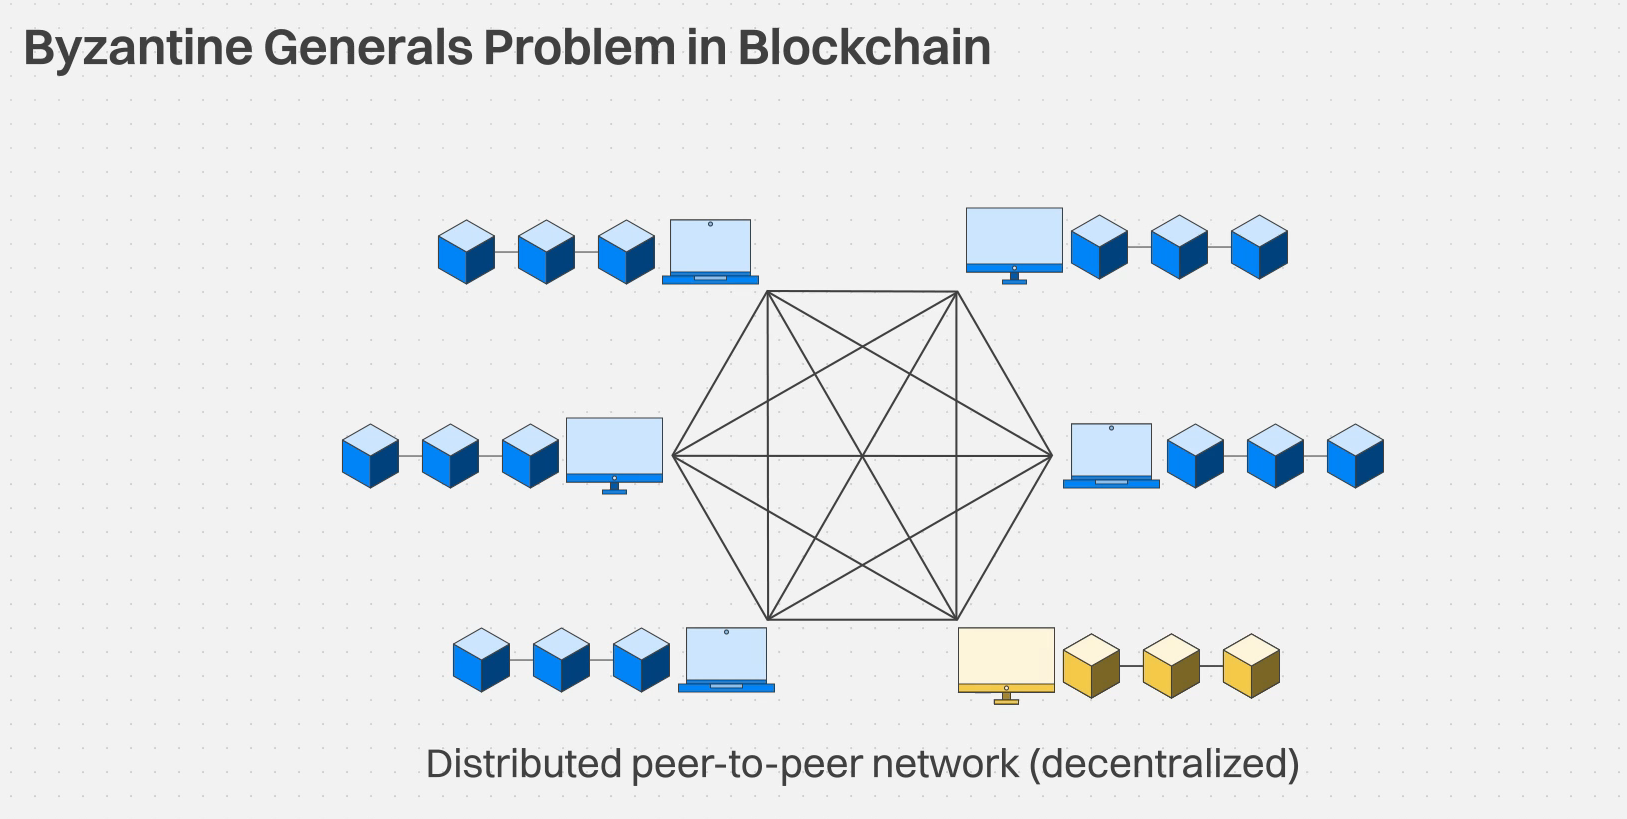 Byzantine Generals Problem in Blockchain
Distributed peer-to-peer network (decentralized)